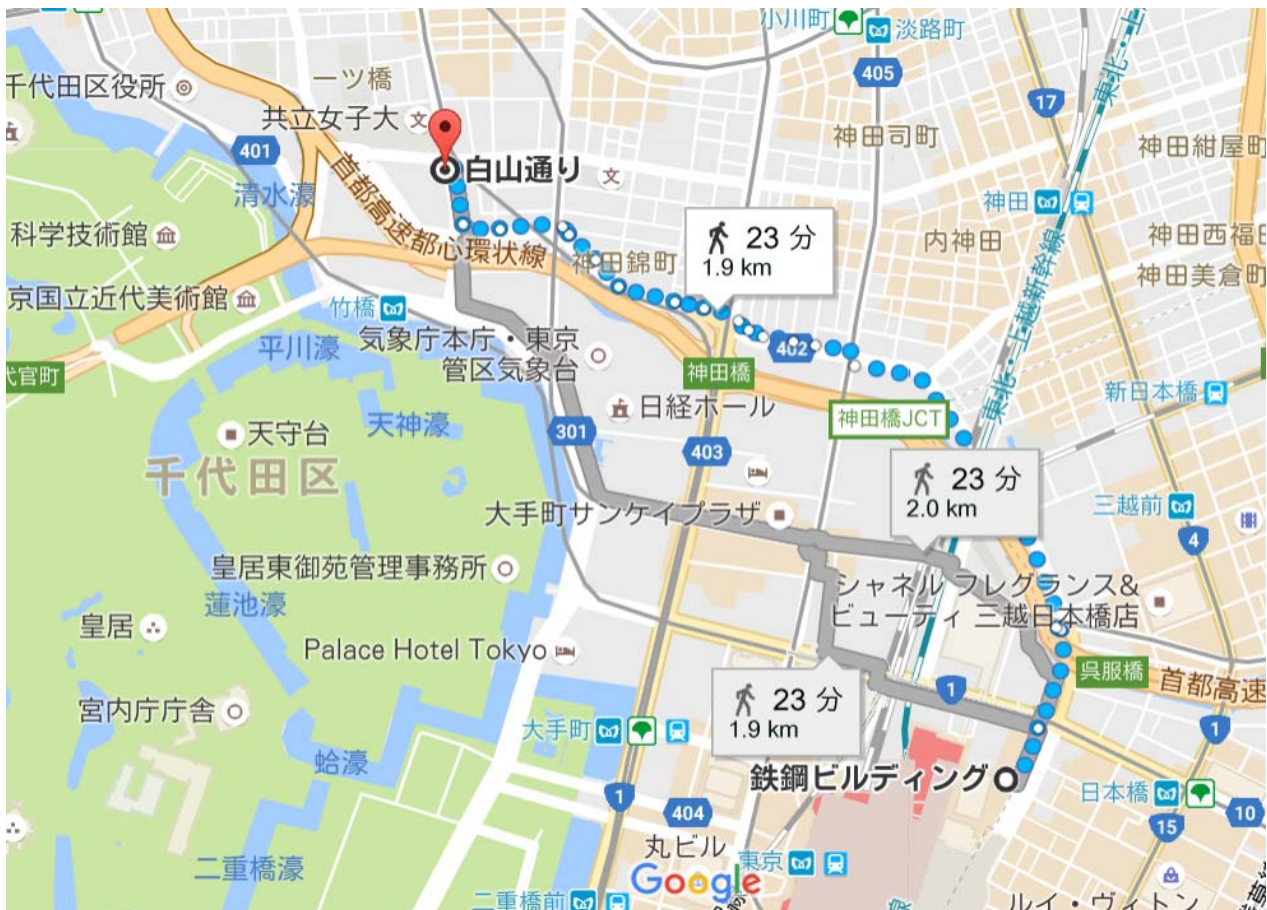 小川町
淡路町
千代田区役所
一ツ橋
405
17
共立女子大
文
神田司町
401
神田紺屋町
白山通り
文
東北・上越新幹線
東北・上
清水濠
首都高速都心環状線
神田
科学技術館
23 分
1.9 km
内神田
神田西福田
神田錦町
神田美倉町
京国立近代美術館
竹橋
気象庁本庁・東京
管区気象台
平川濠
402
代官町
神田橋
新日本橋
日経ホール
神田橋JCT
天守台
天神濠
301
403
千代田区
23 分
2.0 km
大手町サンケイプラザ
三越前
4
皇居東御苑管理事務所
シャネル フレグランス&
ビューティ 三越日本橋店
蓮池濠
皇居
Palace Hotel Tokyo
呉服橋
首都高速
23 分
1.9 km
1
宮内庁庁舎
大手町
1
蛤濠
鉄鋼ビルディング
1
日本橋
404
15
10
丸ビル
東京
二重橋濠
Google
二重橋前
ルイ・ヴィトン